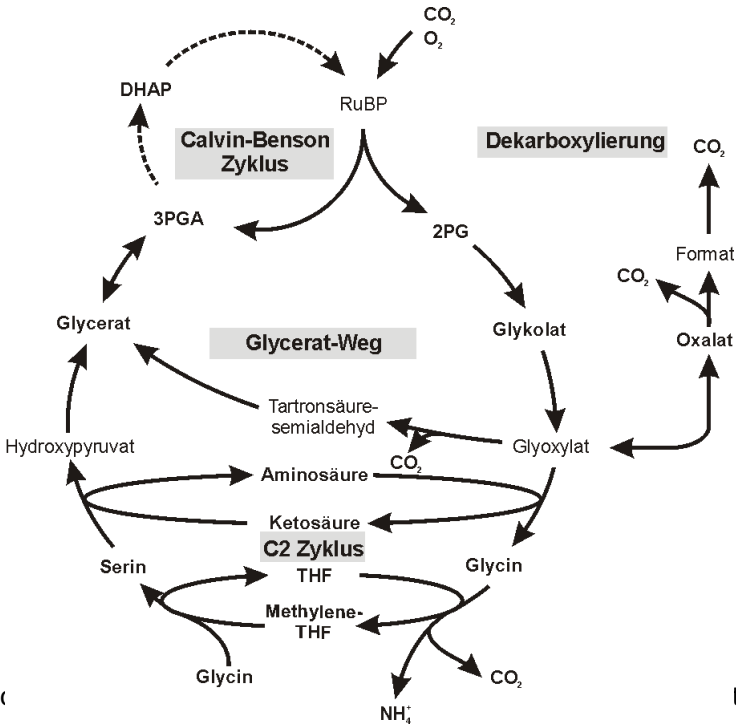 CO₂
O₂
DHAP
RuBP
Calvin-Benson
Zyklus
Dekarboxylierung
CO₂
3PGA
2PG
Format
CO₂
Glycerat
Glycerat-Weg
Glykolat
Oxalat
Tartronsäure-
semialdehyd
Hydroxypyruvat
Glyoxylat
CO₂
Aminosäure
Ketosäure
C2 Zyklus
Serin
THF
Glycin
Methylene-
THF
Glycin
CO₂
NH₄⁺